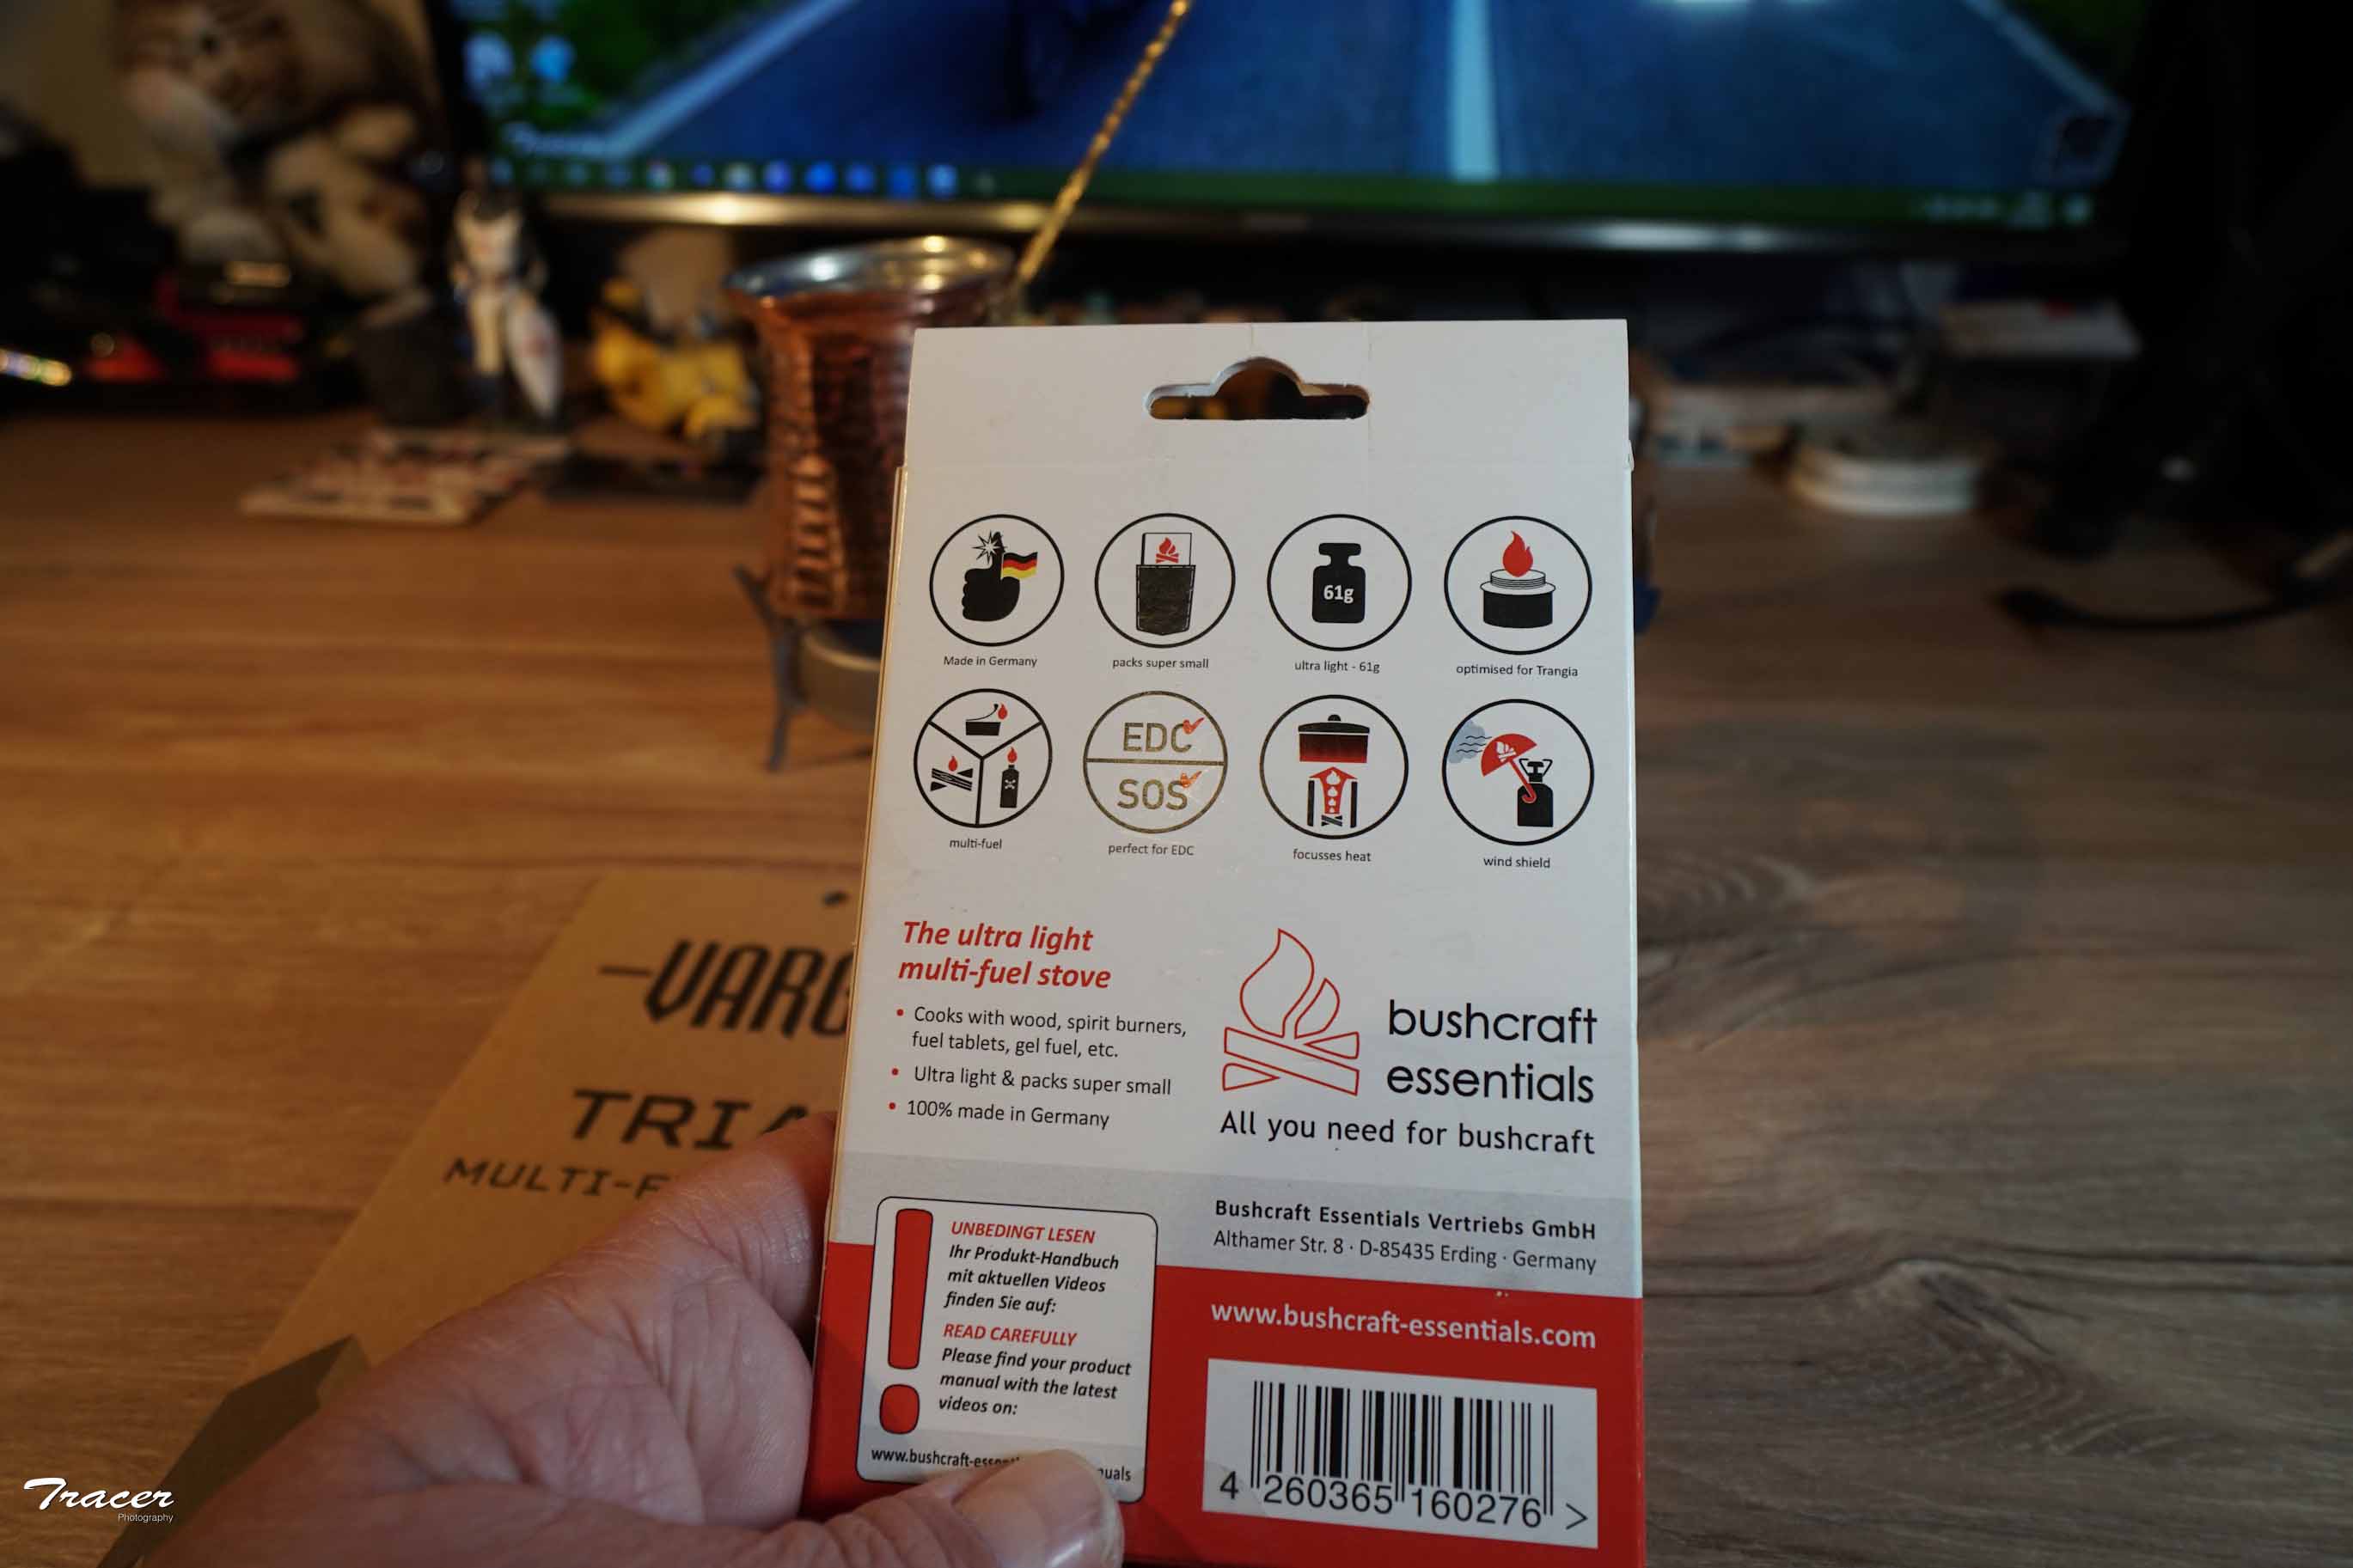 61g
Made in Germany
packs super small
ultra light - 61g
optimised for Trangia
EDC
SOS
multi-fuel
perfect for EDC
focusses heat
wind shield
The ultra light
multi-fuel stove
• Cooks with wood, spirit burners,
fuel tablets, gel fuel, etc.
• Ultra light & packs super small
• 100% made in Germany
bushcraft
essentials
All you need for bushcraft
UNBEDINGT LESEN
Ihr Produkt-Handbuch
mit aktuellen Videos
finden Sie auf:
READ CAREFULLY
Please find your product
manual with the latest
videos on:
Bushcraft Essentials Vertriebs GmbH
Althamer Str. 8 · D-85435 Erding · Germany
www.bushcraft-essentials.com
4 260365 160276 >
MULTI-F
Tracer
Photography